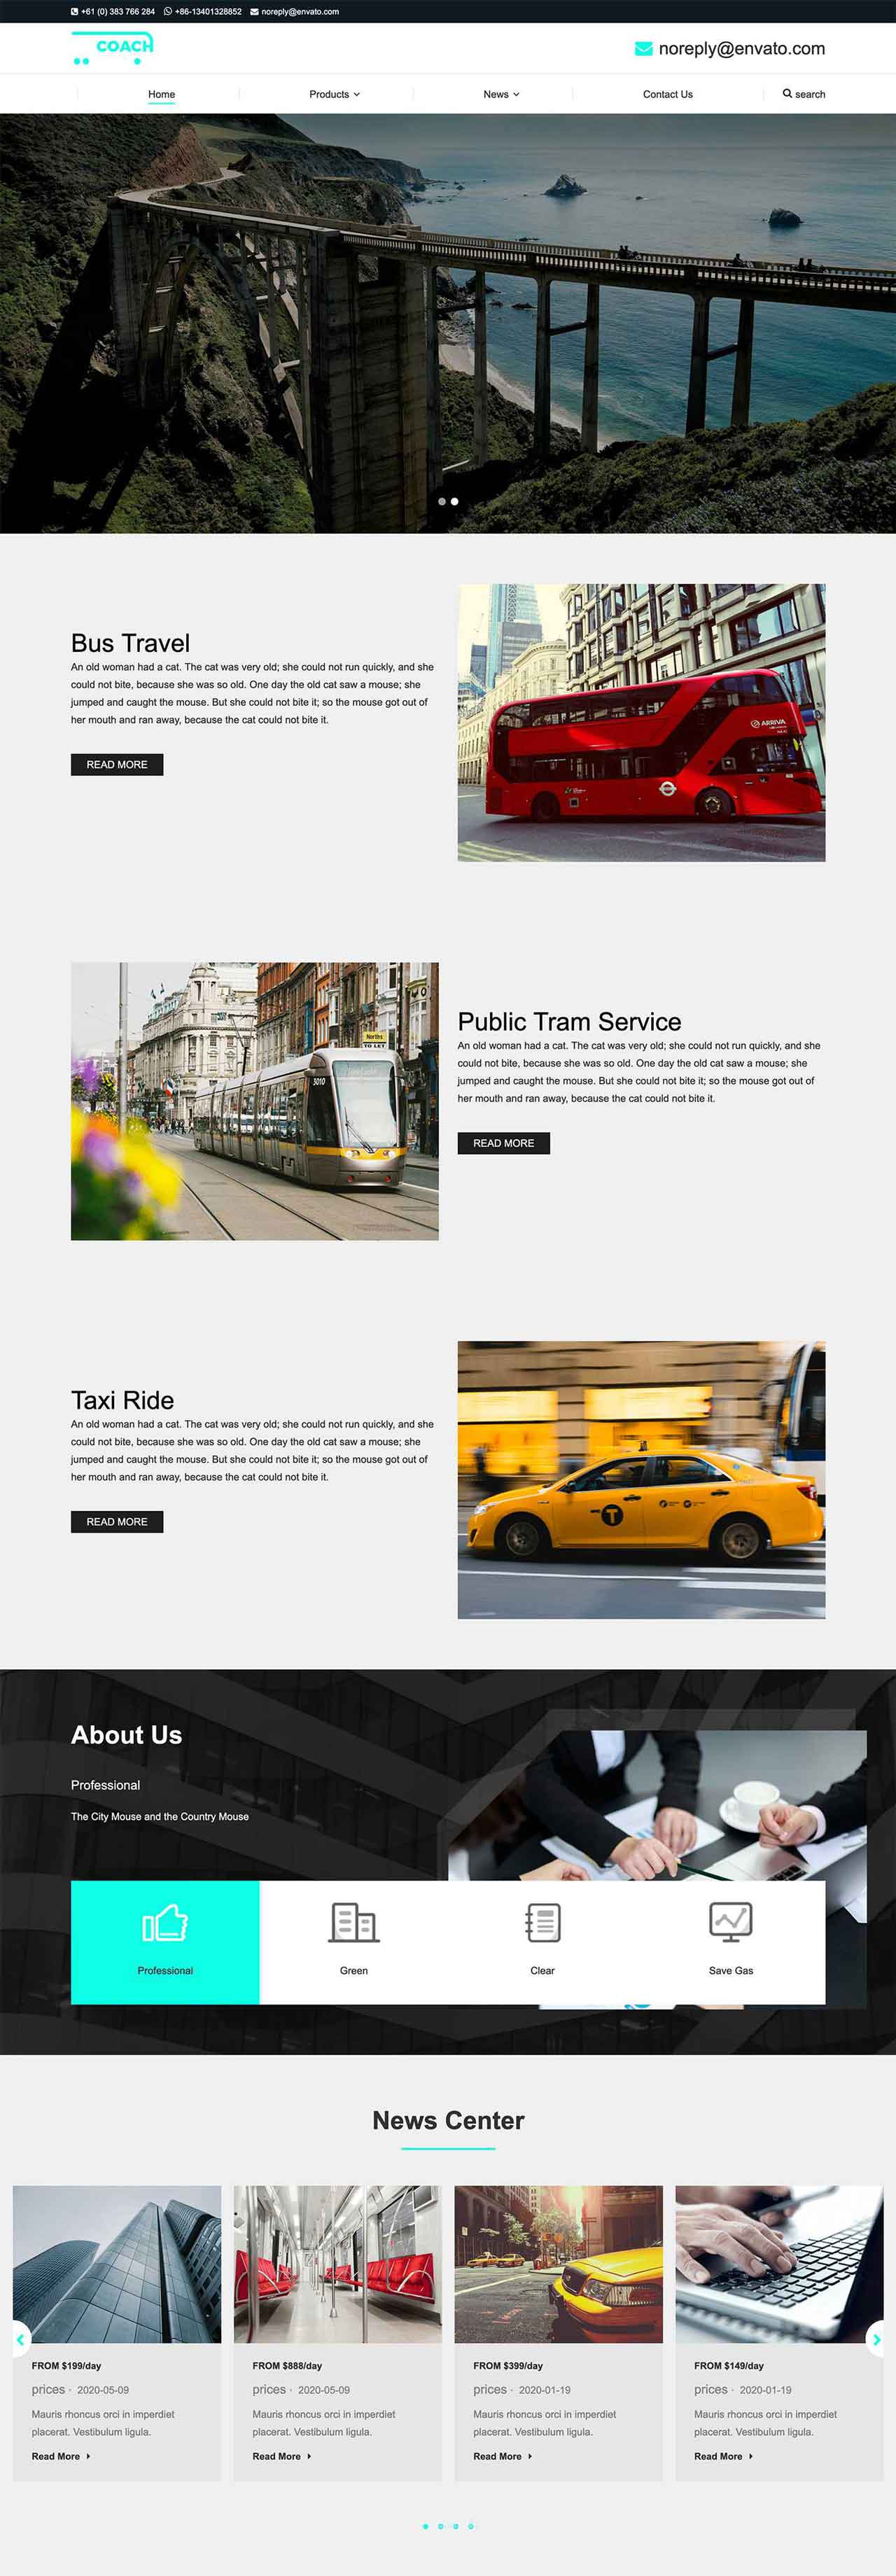 +61 (0) 383 766 284 +86-13401328852 noreply@envato.com
COACH
noreply@envato.com
Home Products News Contact Us search
Bus Travel
An old woman had a cat. The cat was very old; she could not run quickly, and she
could not bite, because she was so old. One day the old cat saw a mouse; she
jumped and caught the mouse. But she could not bite it; so the mouse got out of
her mouth and ran away, because the cat could not bite it.
READ MORE
ARRIVA
Norths
TO LET
3010
Public Tram Service
An old woman had a cat. The cat was very old; she could not run quickly, and she
could not bite, because she was so old. One day the old cat saw a mouse; she
jumped and caught the mouse. But she could not bite it; so the mouse got out of
her mouth and ran away, because the cat could not bite it.
READ MORE
Taxi Ride
An old woman had a cat. The cat was very old; she could not run quickly, and she
could not bite, because she was so old. One day the old cat saw a mouse; she
jumped and caught the mouse. But she could not bite it; so the mouse got out of
her mouth and ran away, because the cat could not bite it.
READ MORE
T
About Us
Professional
The City Mouse and the Country Mouse
Professional Green Clear Save Gas
News Center
FROM $199/day
prices · 2020-05-09
Mauris rhoncus orci in imperdiet
placerat. Vestibulum ligula.
Read More
FROM $888/day
prices · 2020-05-09
Mauris rhoncus orci in imperdiet
placerat. Vestibulum ligula.
Read More
FROM $399/day
prices · 2020-01-19
Mauris rhoncus orci in imperdiet
placerat. Vestibulum ligula.
Read More
FROM $149/day
prices · 2020-01-19
Mauris rhoncus orci in imperdiet
placerat. Vestibulum ligula.
Read More